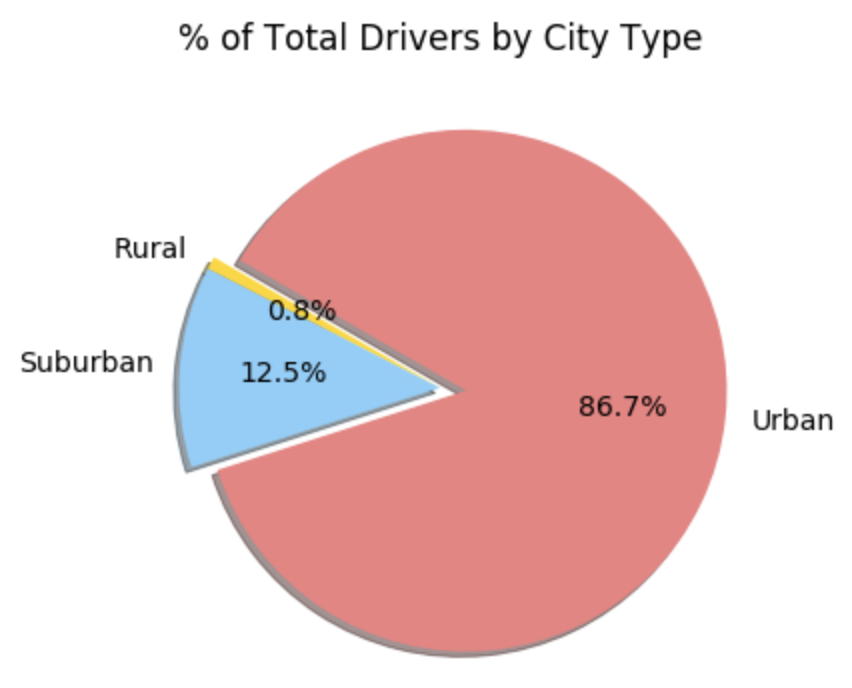 % of Total Drivers by City Type
Rural
0.8%
Suburban
12.5%
86.7%
Urban